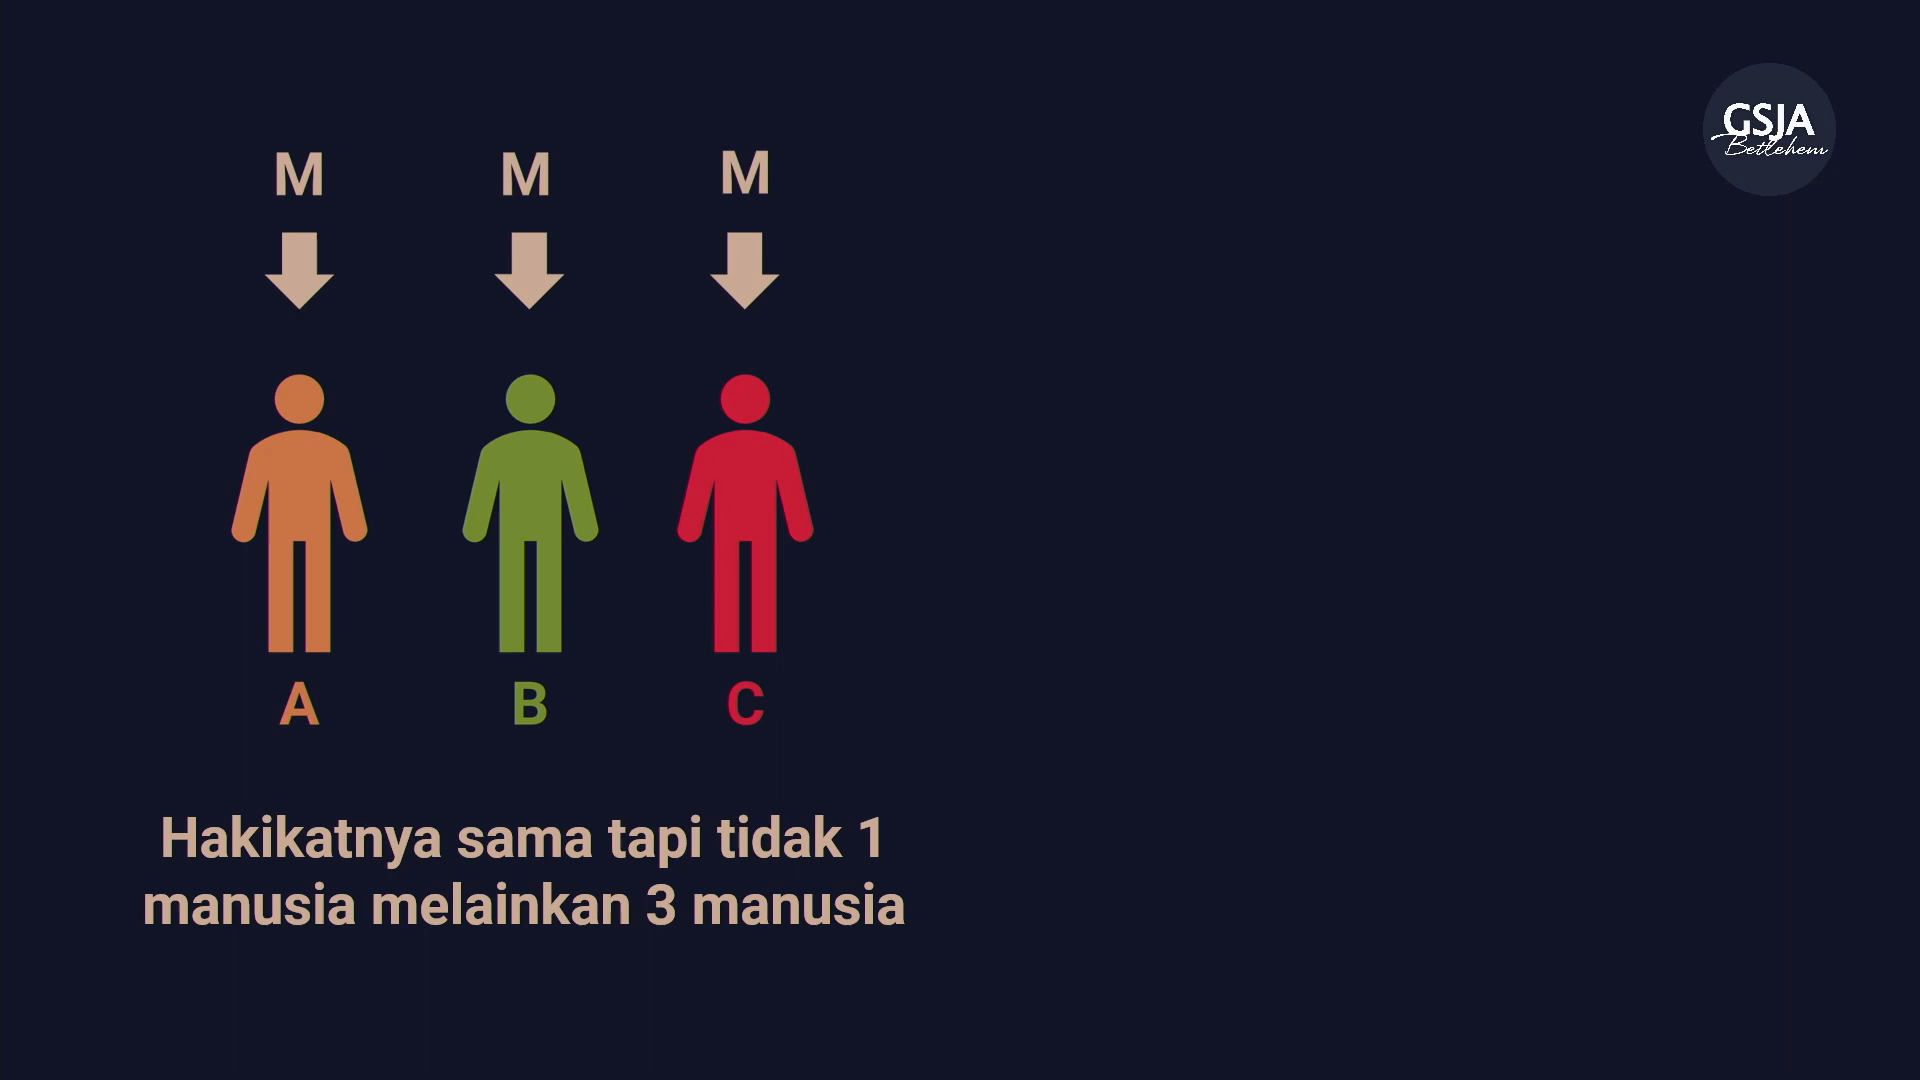 GSJA
Betlehem
M M M
A B C
Hakikatnya sama tapi tidak 1
manusia melainkan 3 manusia